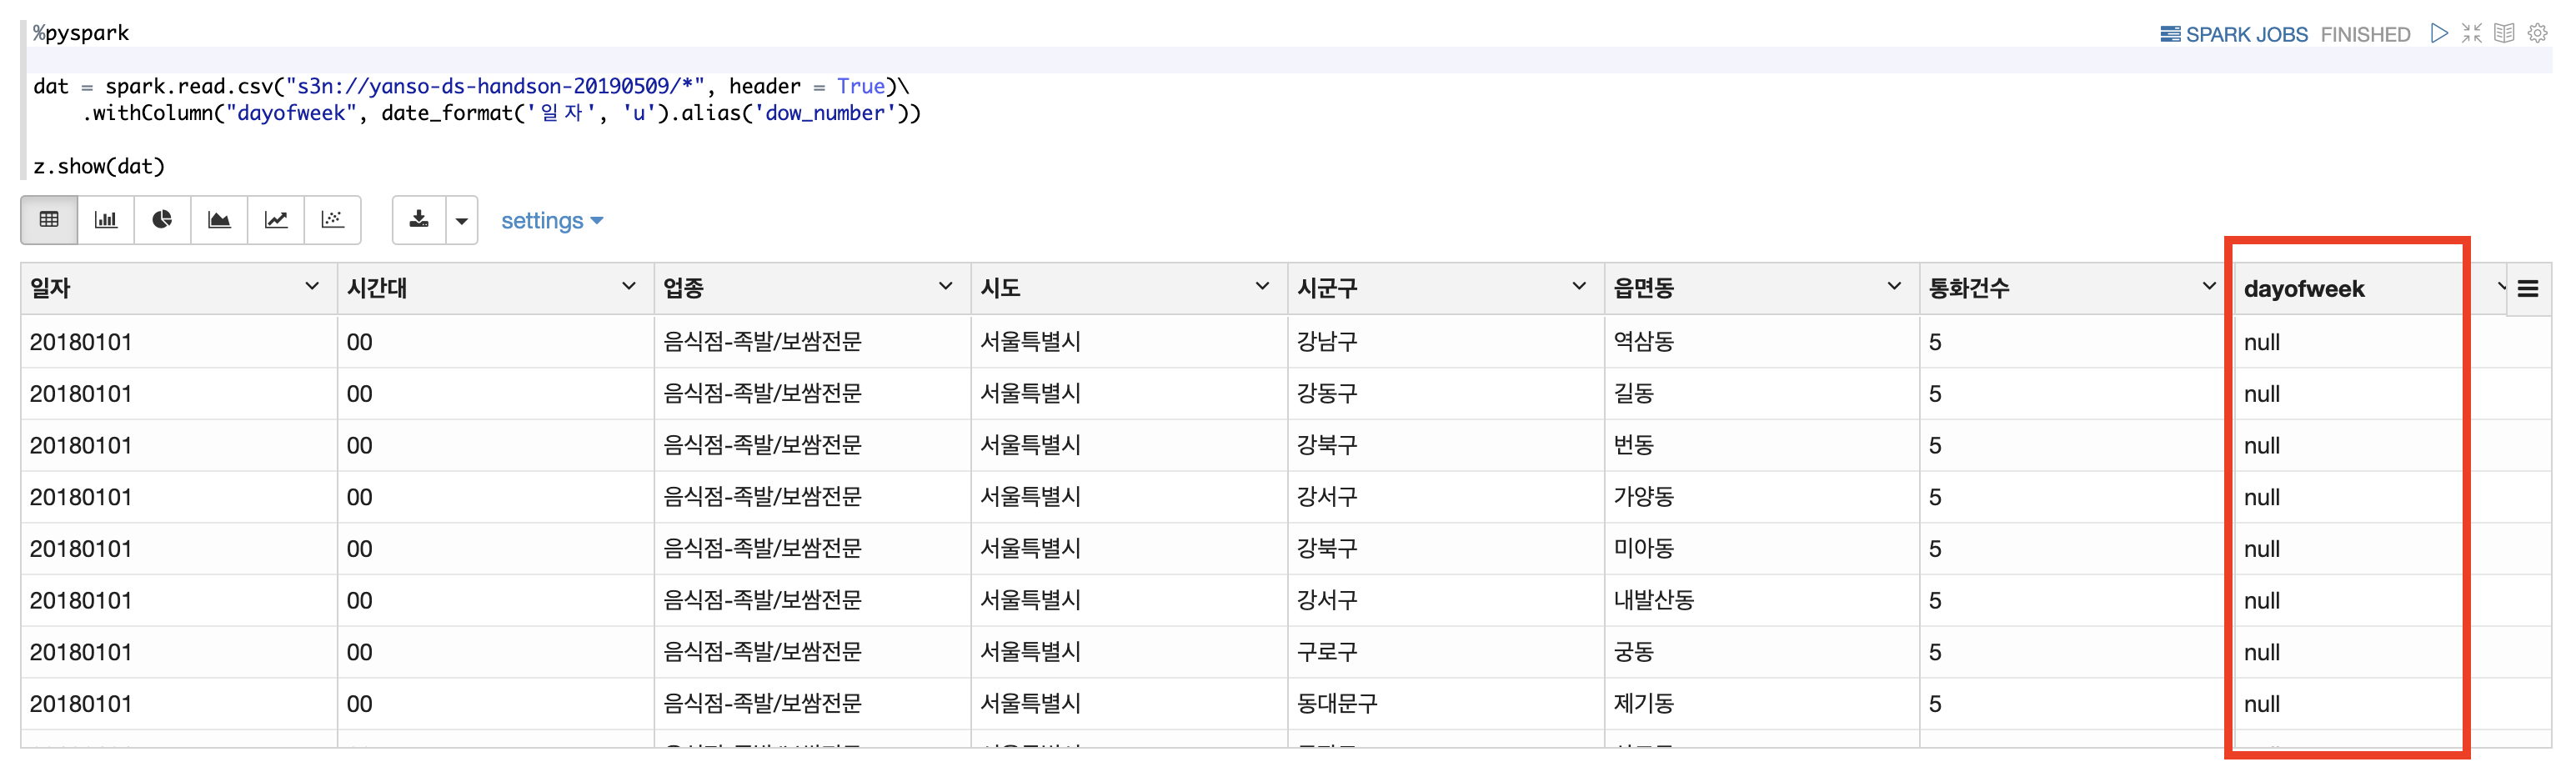 %pyspark
SPARK JOBS FINISHED
dat = spark.read.csv("s3n://yanso-ds-handson-20190509/*", header = True)\
.withColumn("dayofweek", date_format('일자', 'u').alias('dow_number'))
z.show(dat)
settings
일자 시간대 업종 시도 시군구 읍면동 통화건수 dayofweek
20180101 00 음식점-족발/보쌈전문 서울특별시 강남구 역삼동 5 null
20180101 00 음식점-족발/보쌈전문 서울특별시 강동구 길동 5 null
20180101 00 음식점-족발/보쌈전문 서울특별시 강북구 번동 5 null
20180101 00 음식점-족발/보쌈전문 서울특별시 강서구 가양동 5 null
20180101 00 음식점-족발/보쌈전문 서울특별시 강북구 미아동 5 null
20180101 00 음식점-족발/보쌈전문 서울특별시 강서구 내발산동 5 null
20180101 00 음식점-족발/보쌈전문 서울특별시 구로구 궁동 5 null
20180101 00 음식점-족발/보쌈전문 서울특별시 동대문구 제기동 5 null